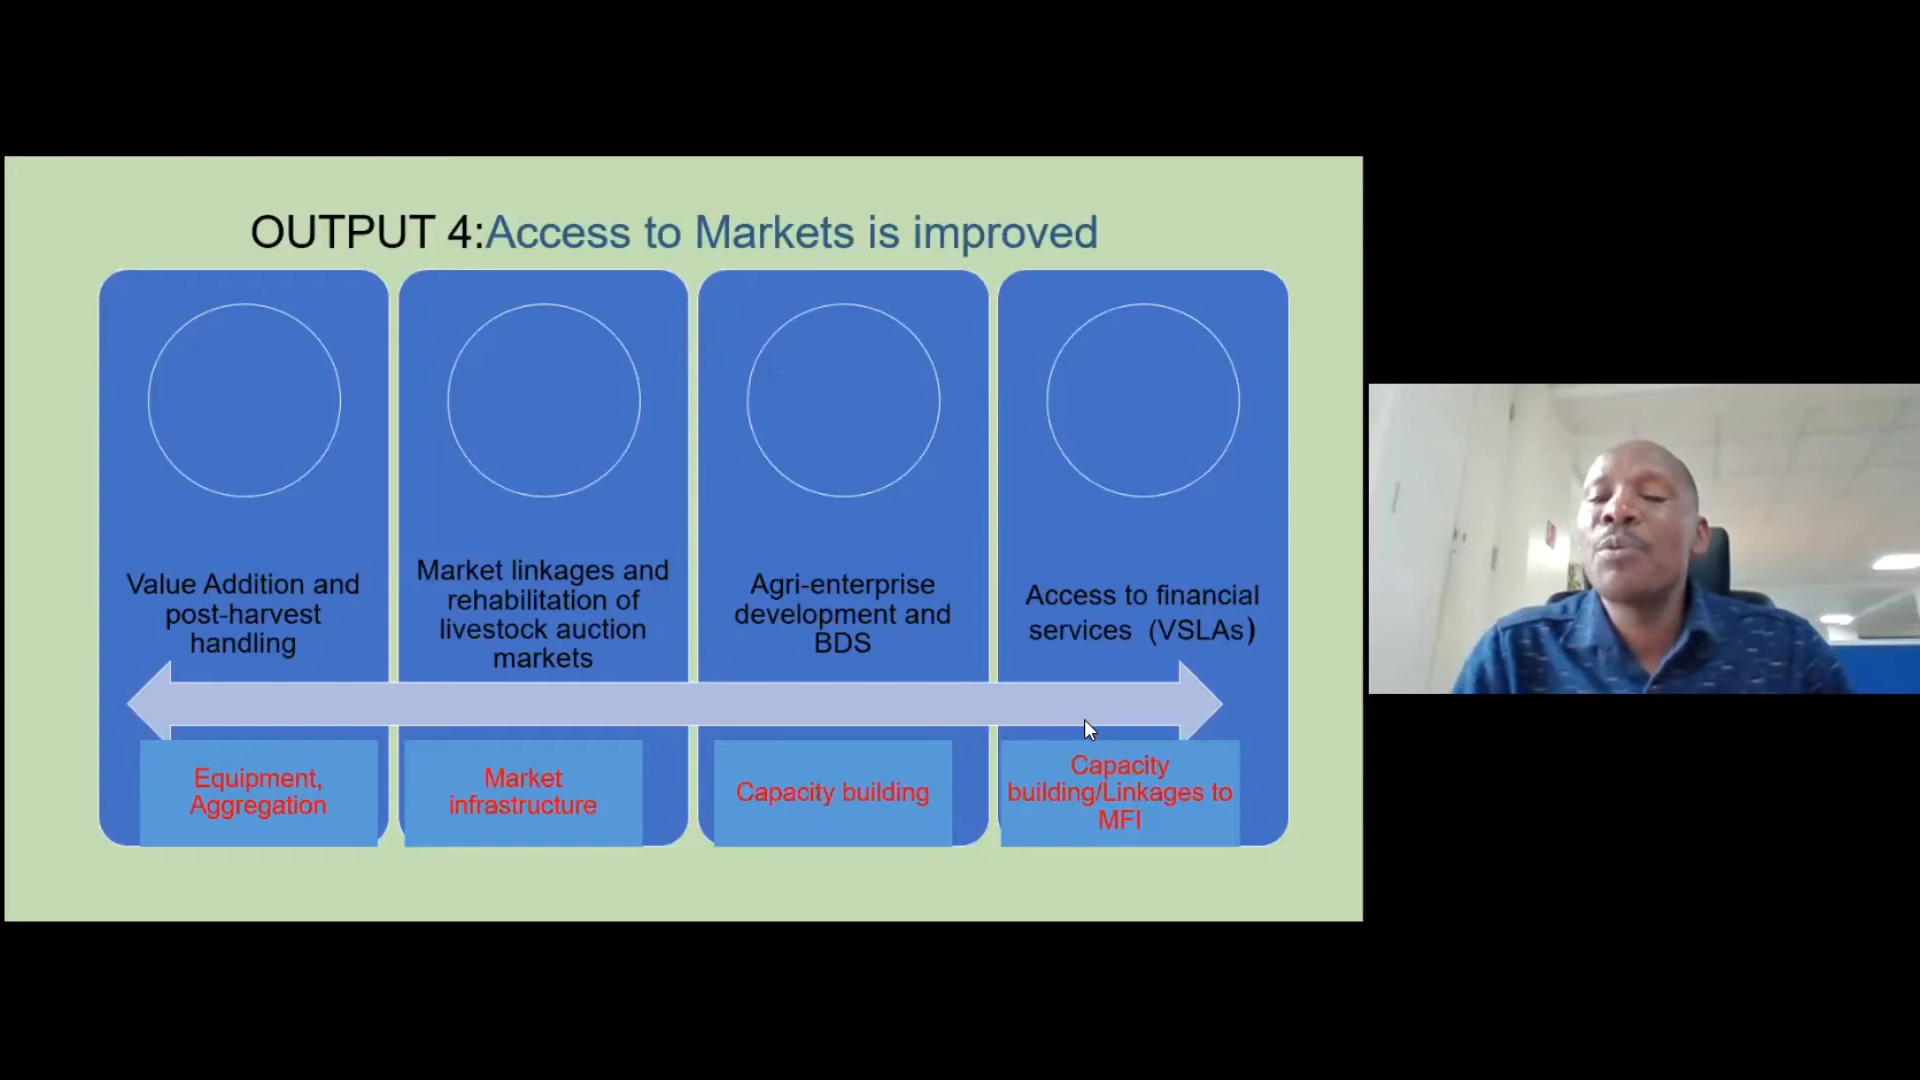 OUTPUT 4:Access to Markets is improved
Value Addition and
post-harvest
handling
Market linkages and
rehabilitation of
livestock auction
markets
Agri-enterprise
development and
BDS
Access to financial
services (VSLAs)
Equipment,
Aggregation
Market
infrastructure
Capacity building
Capacity
building/Linkages to
MFI